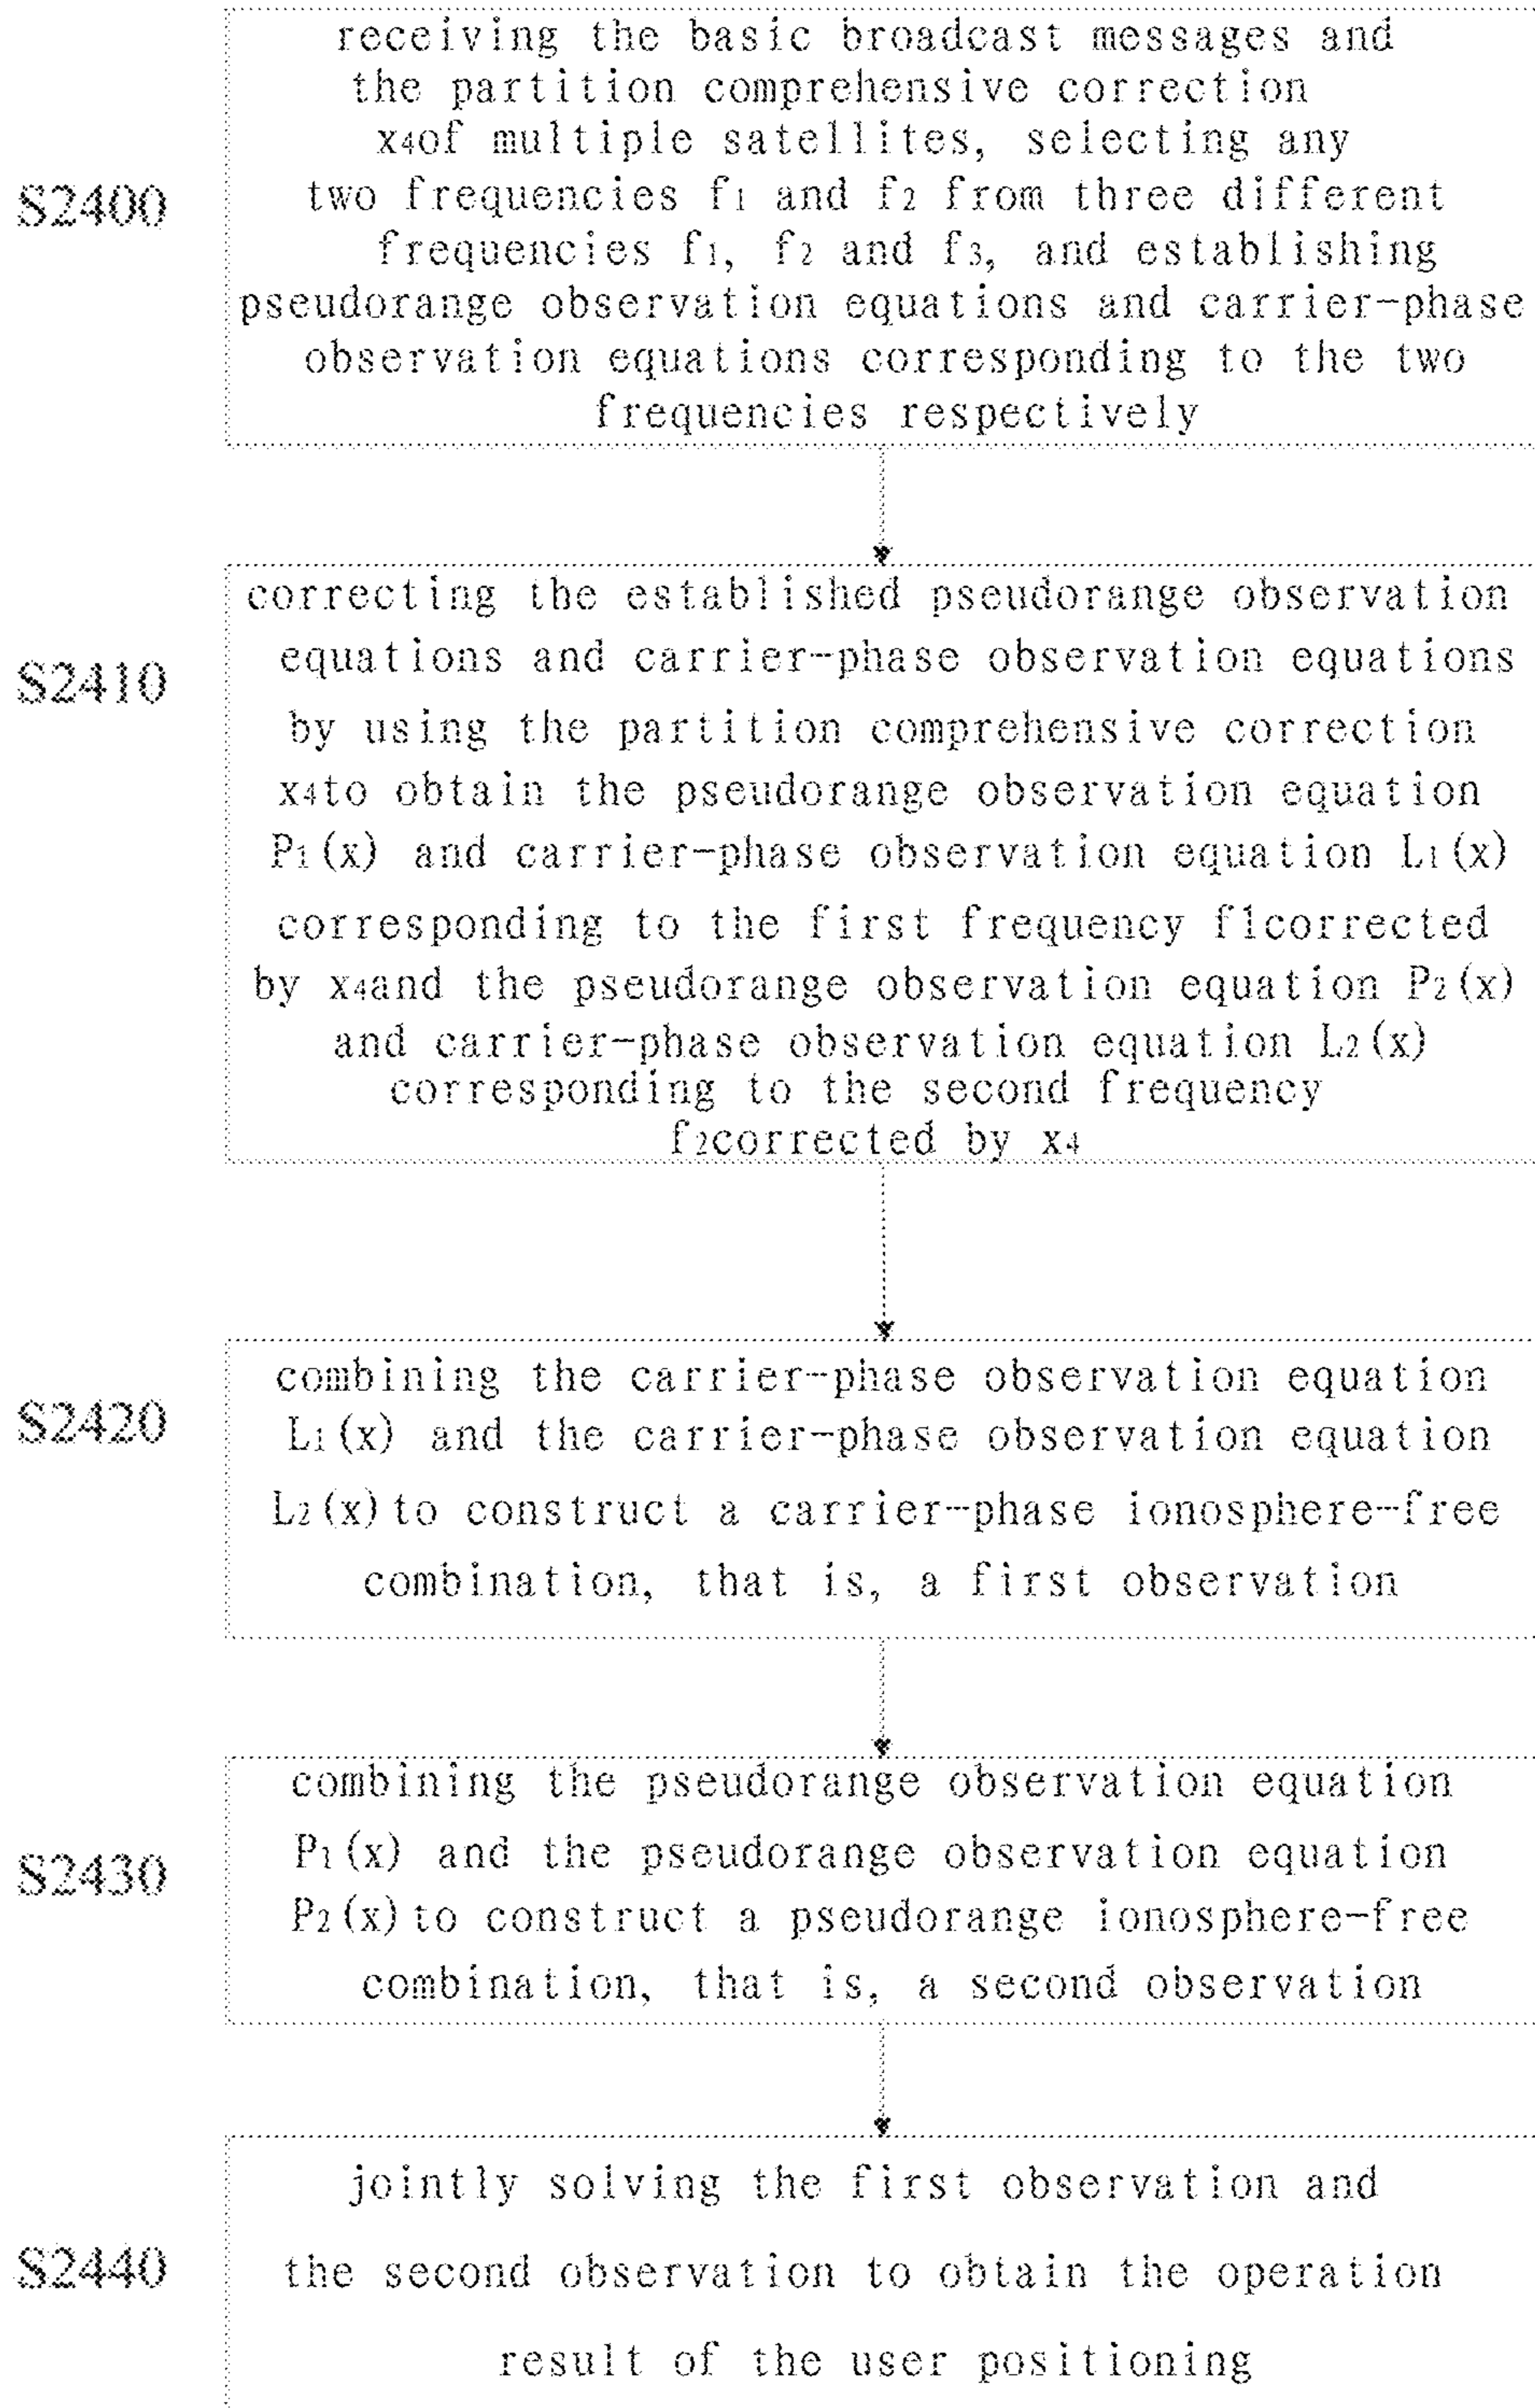 receiving the basic broadcast messages and
the partition comprehensive correction
x₄of multiple satellites, selecting any
S2400
two frequencies f₁ and f₂ from three different
frequencies f₁, f₂ and f₃, and establishing
pseudorange observation equations and carrier-phase
observation equations corresponding to the two
frequencies respectively
correcting the established pseudorange observation
equations and carrier-phase observation equations
S2410
by using the partition comprehensive correction
x₄to obtain the pseudorange observation equation
P₁(x) and carrier-phase observation equation L₁(x)
corresponding to the first frequency f1corrected
by x₄and the pseudorange observation equation P₂(x)
and carrier-phase observation equation L₂(x)
corresponding to the second frequency
f₂corrected by x₄
combining the carrier-phase observation equation
S2420
L₁(x) and the carrier-phase observation equation
L₂(x)to construct a carrier-phase ionosphere-free
combination, that is, a first observation
combining the pseudorange observation equation
S2430
P₁(x) and the pseudorange observation equation
P₂(x)to construct a pseudorange ionosphere-free
combination, that is, a second observation
jointly solving the first observation and
S2440
the second observation to obtain the operation
result of the user positioning